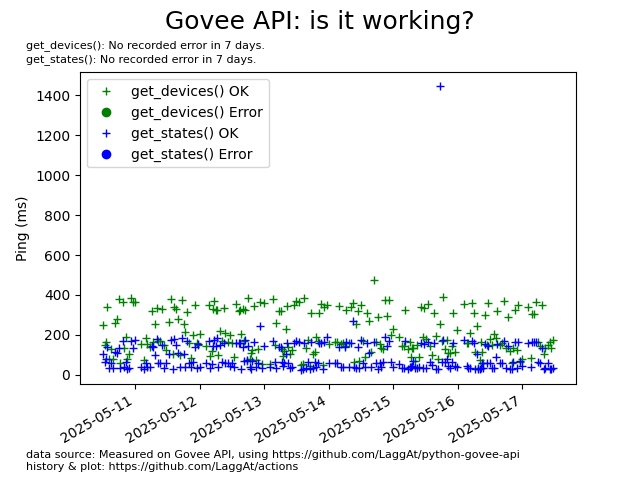 Govee API: is it working?
get_devices(): No recorded error in 7 days.
get_states(): No recorded error in 7 days.
get_devices() OK
get_devices() Error
get_states() OK
get_states() Error
Ping (ms)
1400
1200
1000
800
600
400
200
0
2025-05-11
2025-05-12
2025-05-13
2025-05-14
2025-05-15
2025-05-16
2025-05-17
data source: Measured on Govee API, using https://github.com/LaggAt/python-govee-api
history & plot: https://github.com/LaggAt/actions